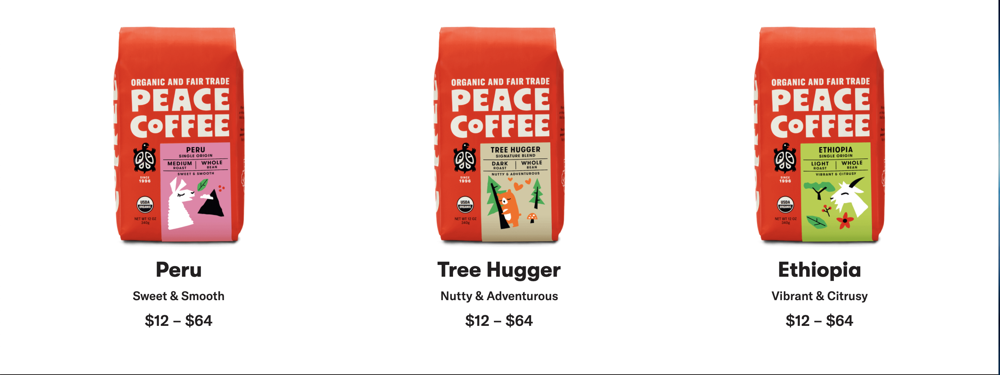 ORGANIC AND FAIR TRADE
PEACE
COFFEE
PERU
SINGLE ORIGIN
MEDIUM ROAST
WHOLE BEAN
SWEET & SMOOTH
SINCE
1996
USDA
ORGANIC
NET WT 12 OZ
340g
Peru
Sweet & Smooth
$12 – $64
ORGANIC AND FAIR TRADE
PEACE
COFFEE
TREE HUGGER
SIGNATURE BLEND
DARK ROAST
WHOLE BEAN
NUTTY & ADVENTUROUS
SINCE
1996
USDA
ORGANIC
NET WT 12 OZ
340g
Tree Hugger
Nutty & Adventurous
$12 – $64
ORGANIC AND FAIR TRADE
PEACE
COFFEE
ETHIOPIA
SINGLE ORIGIN
LIGHT ROAST
WHOLE BEAN
VIBRANT & CITRUSY
SINCE
1996
USDA
ORGANIC
NET WT 12 OZ
340g
Ethiopia
Vibrant & Citrusy
$12 – $64